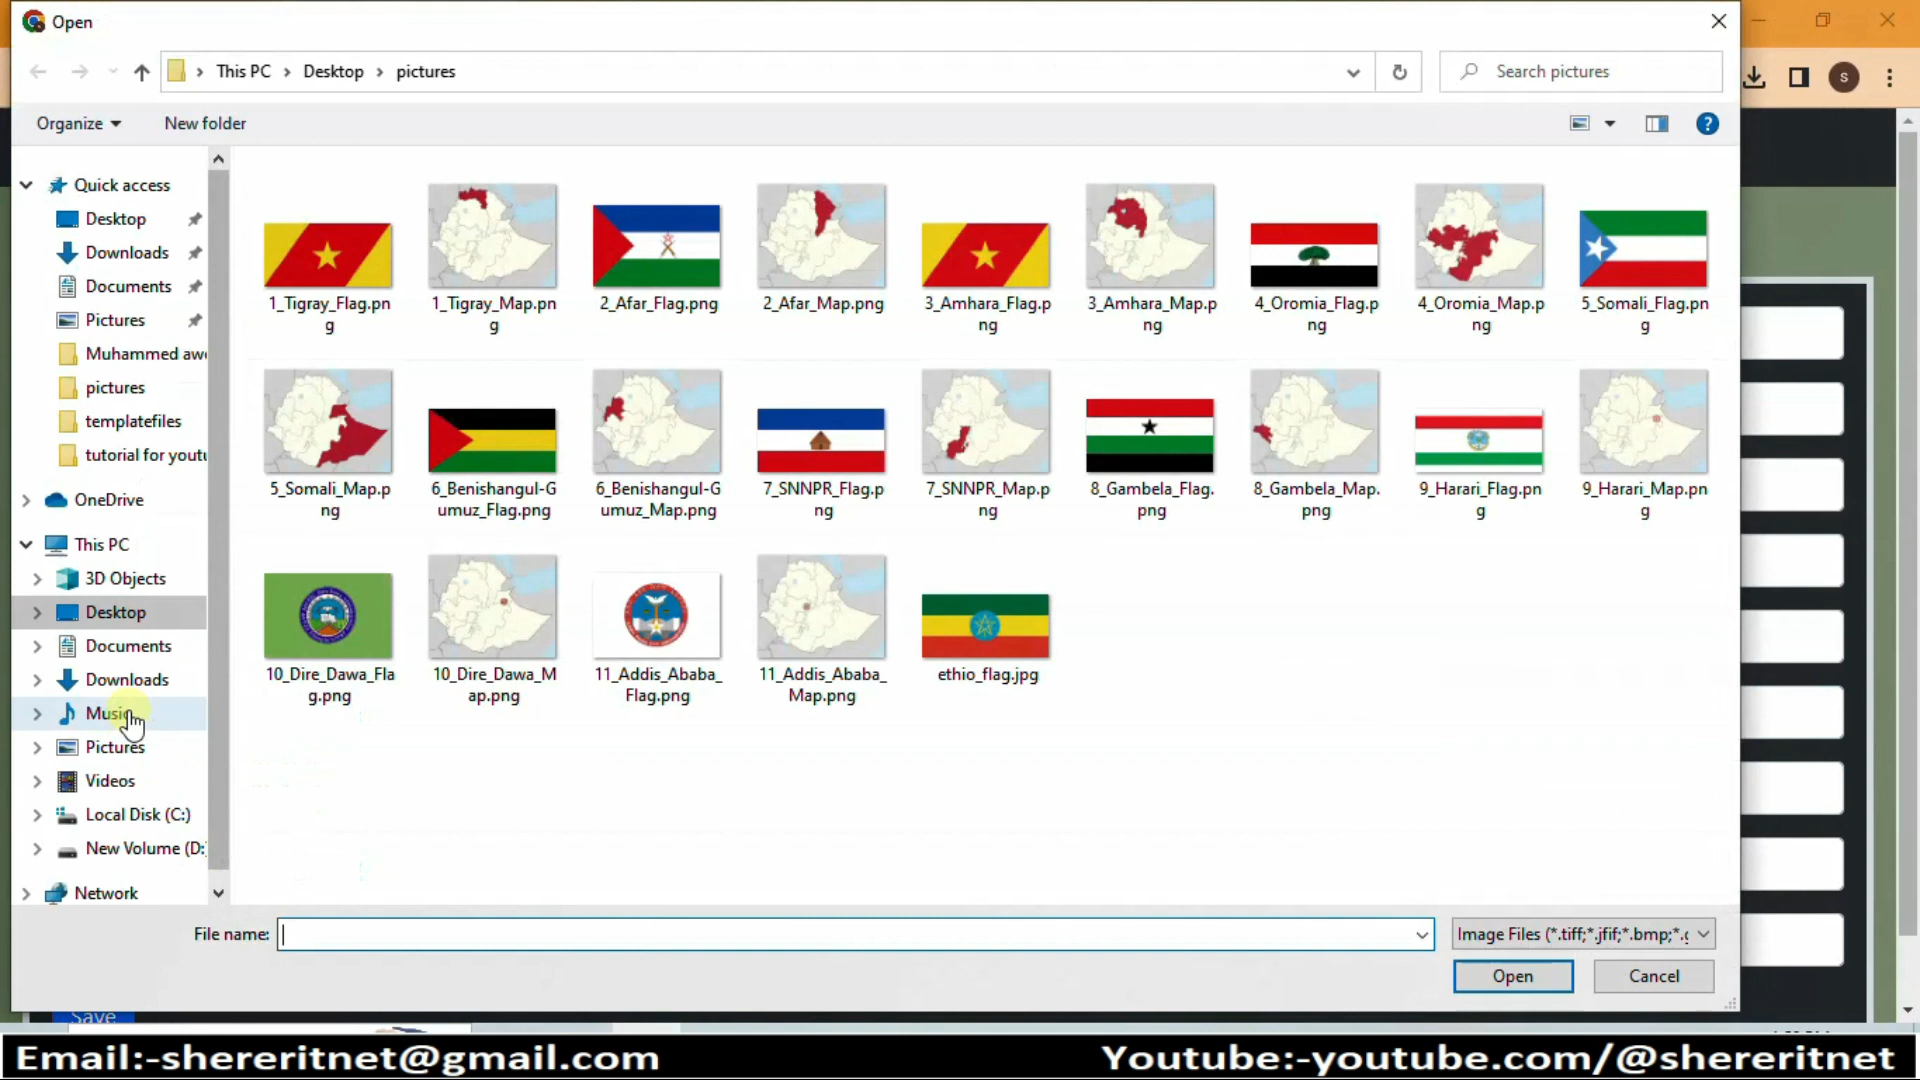 Open
This PC
Desktop
pictures
Search pictures
Organize
New folder
?
S
Quick access
Desktop
Downloads
Documents
Pictures
Muhammed aw
pictures
templatefiles
tutorial for yout
OneDrive
This PC
3D Objects
Desktop
Documents
Downloads
Music
Pictures
Videos
Local Disk (C:)
New Volume (D:
Network
1_Tigray_Flag.pn
g
1_Tigray_Map.pn
g
2_Afar_Flag.png
2_Afar_Map.png
3_Amhara_Flag.p
ng
3_Amhara_Map.p
ng
4_Oromia_Flag.p
ng
4_Oromia_Map.p
ng
5_Somali_Flag.pn
g
5_Somali_Map.p
ng
6_Benishangul-G
umuz_Flag.png
6_Benishangul-G
umuz_Map.png
7_SNNPR_Flag.p
ng
7_SNNPR_Map.p
ng
8_Gambela_Flag.
png
8_Gambela_Map.
png
9_Harari_Flag.pn
g
9_Harari_Map.pn
g
10_Dire_Dawa_Fla
g.png
10_Dire_Dawa_M
ap.png
11_Addis_Ababa_
Flag.png
11_Addis_Ababa_
Map.png
ethio_flag.jpg
File name:
Image Files (*.tiff;*.jfif;*.bmp;*.g
Open
Cancel
Save
Email:-shereritnet@gmail.com
Youtube:-youtube.com/@shereritnet